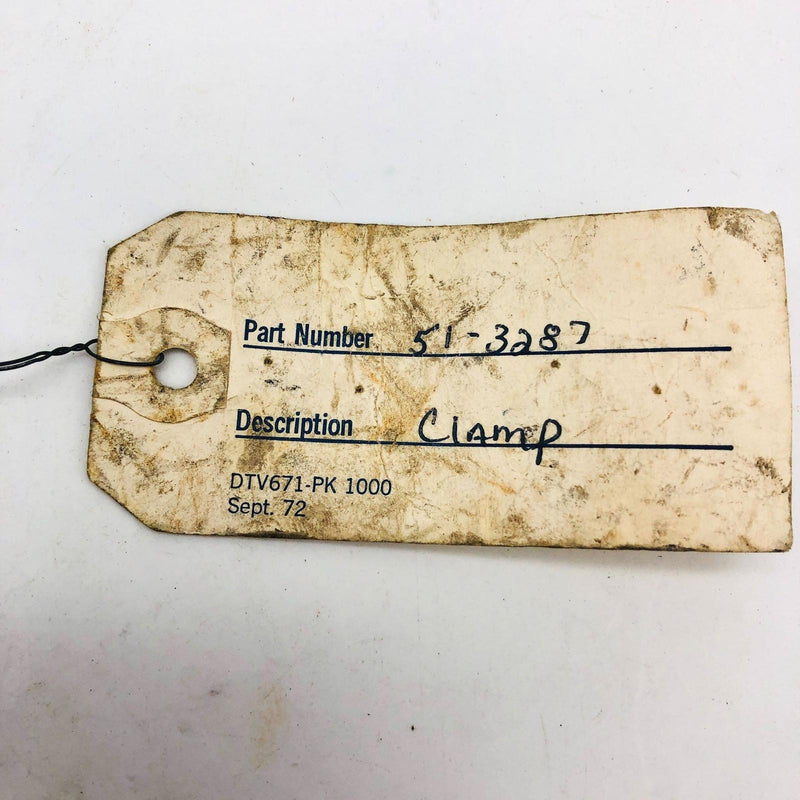 Part Number 51-3287
Description Clamp
DTV671-PK 1000
Sept. 72